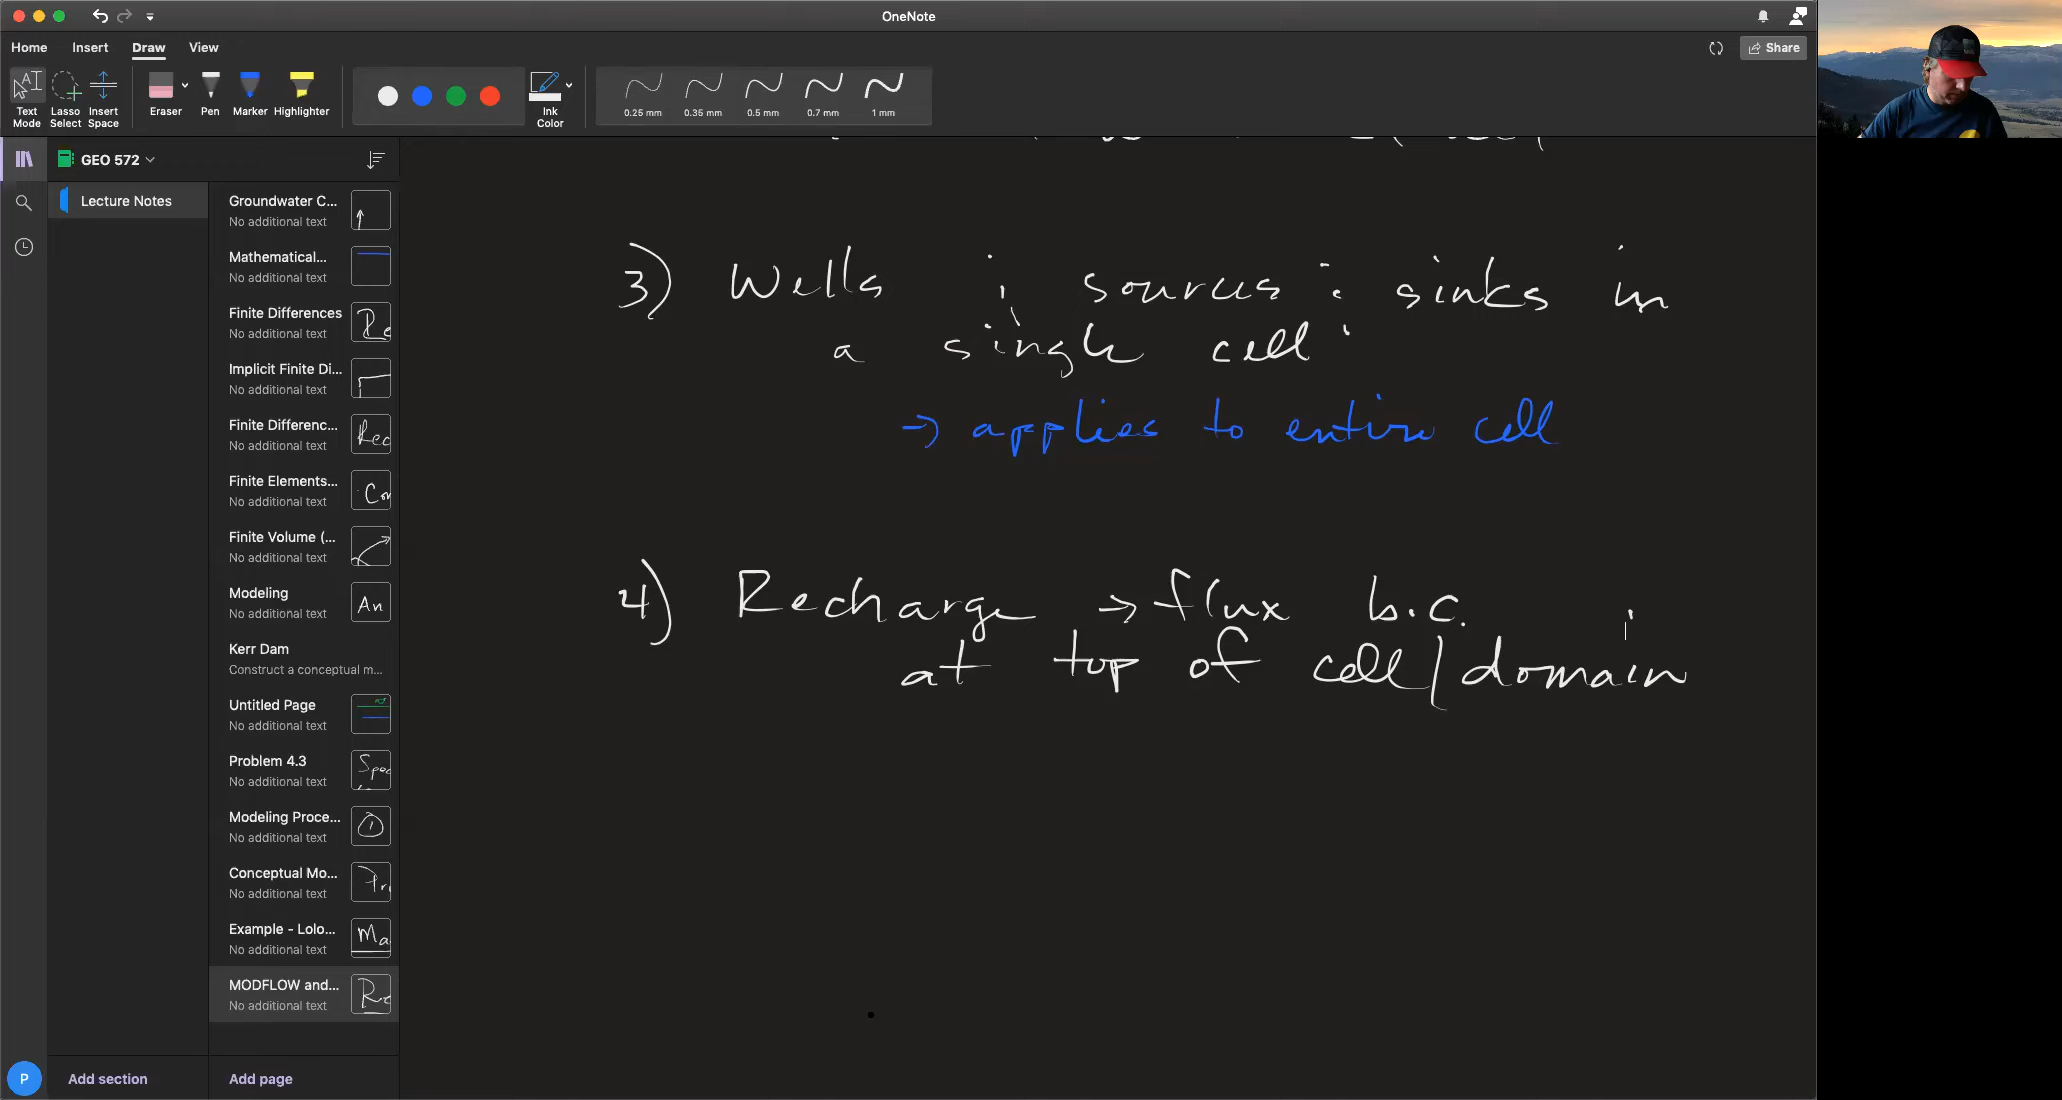 OneNote
Home Insert Draw View
Share
Text Mode
Lasso Select
Insert Space
Eraser
Pen
Marker
Highlighter
Ink Color
0.25 mm
0.35 mm
0.5 mm
0.7 mm
1 mm
GEO 572
Lecture Notes
Groundwater C...
No additional text
Mathematical...
No additional text
Finite Differences
No additional text
Implicit Finite Di...
No additional text
Finite Differenc...
No additional text
Finite Elements...
No additional text
Finite Volume (...
No additional text
Modeling
No additional text
An
Kerr Dam
Construct a conceptual m...
Untitled Page
No additional text
Problem 4.3
No additional text
Modeling Proce...
No additional text
Conceptual Mo...
No additional text
Example - Lolo...
No additional text
Ma
MODFLOW and...
No additional text
P
Add section
Add page
3) Wells : sources : sinks in
a single cell
→ applies to entire cell
4) Recharge → flux b.c.
at top of cell/domain